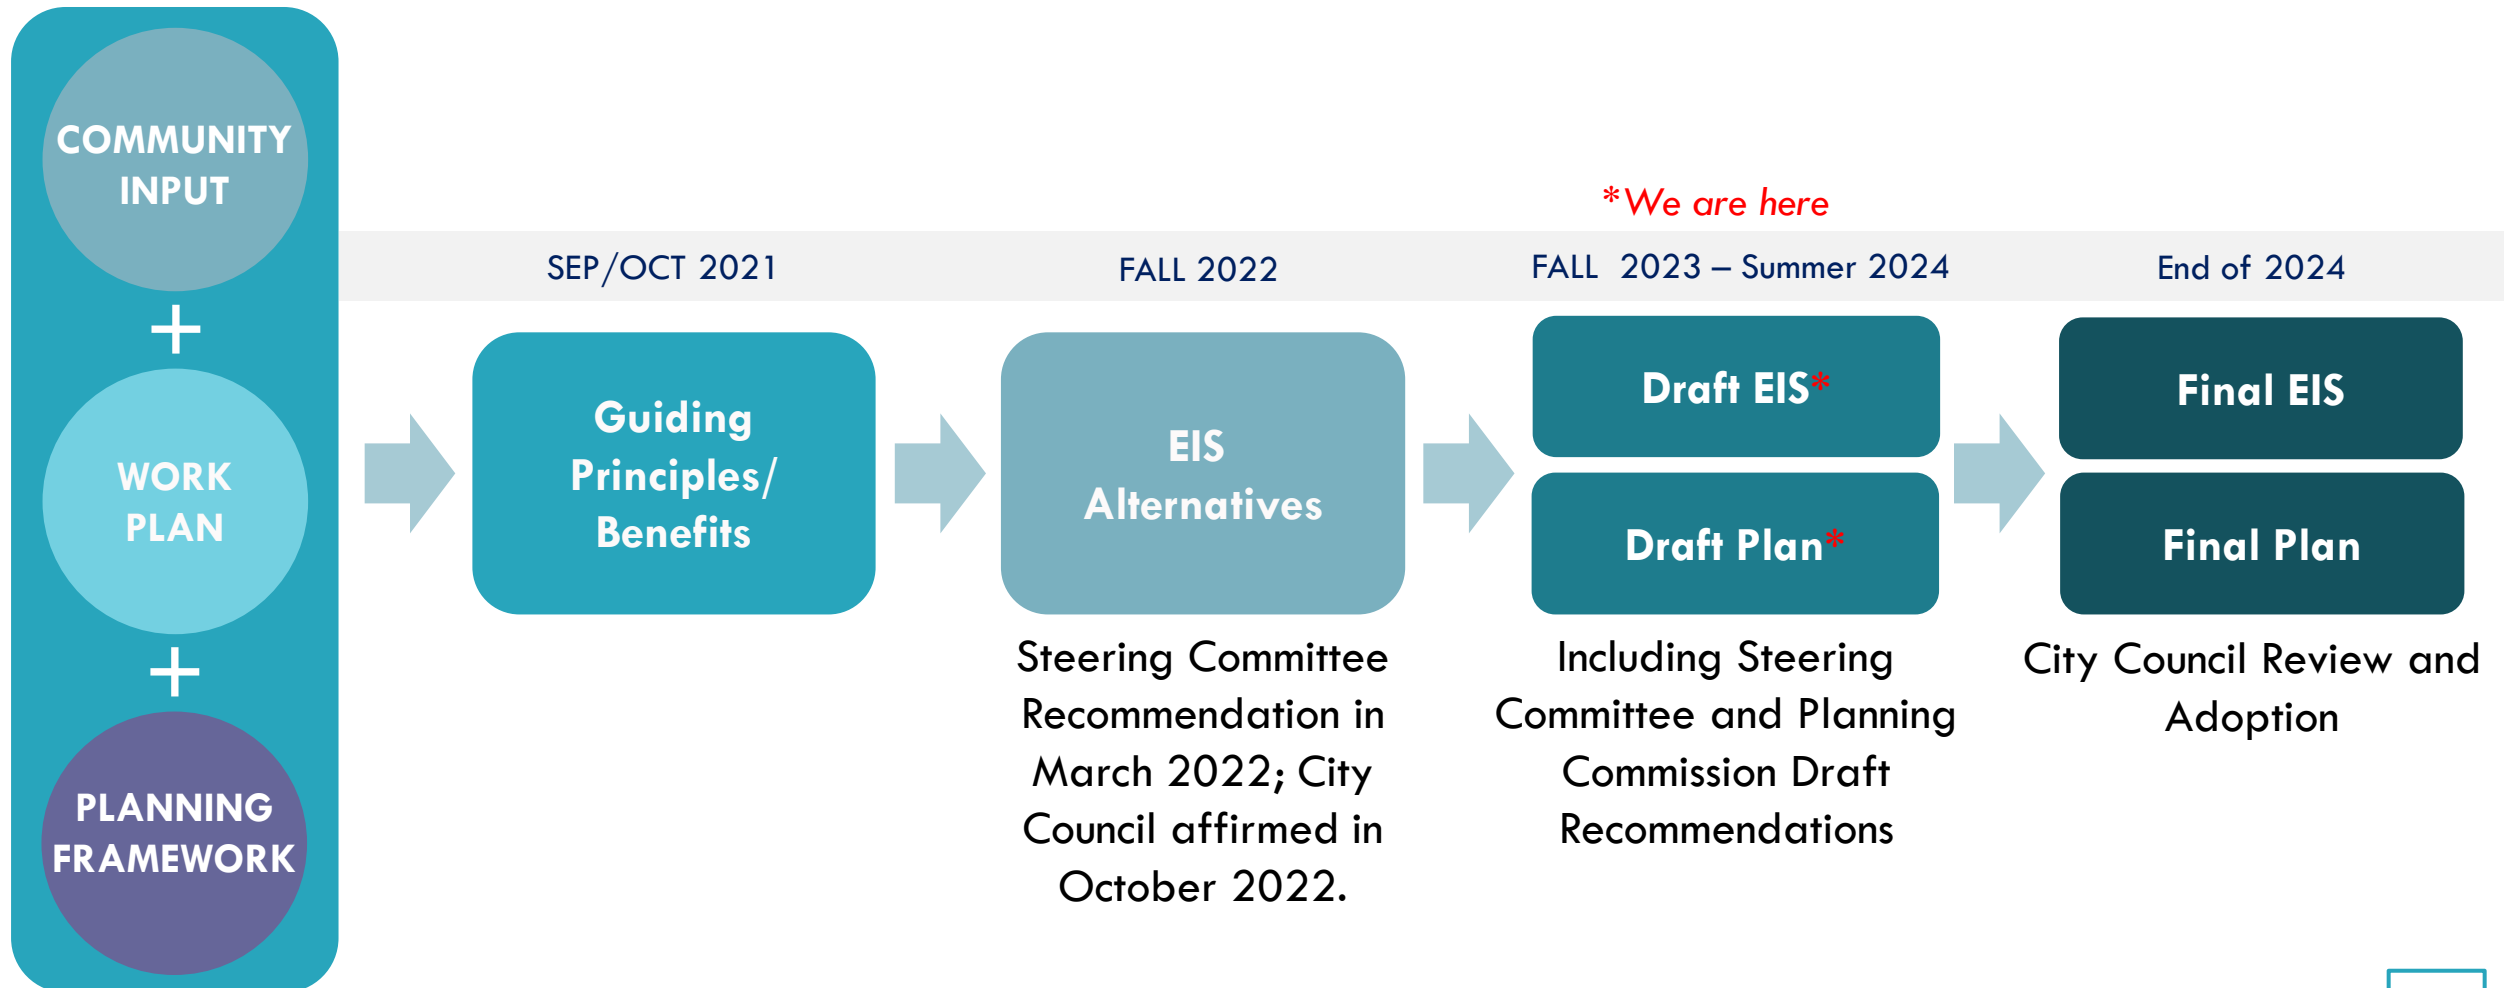 COMMUNITY
INPUT
+
WORK
PLAN
+
PLANNING
FRAMEWORK
*We are here
SEP/OCT 2021
FALL 2022
FALL  2023 – Summer 2024
End of 2024
Guiding
Principles/
Benefits
EIS
Alternatives
Steering Committee
Recommendation in
March 2022; City
Council affirmed in
October 2022.
Draft EIS*
Draft Plan*
Including Steering
Committee and Planning
Commission Draft
Recommendations
Final EIS
Final Plan
City Council Review and
Adoption